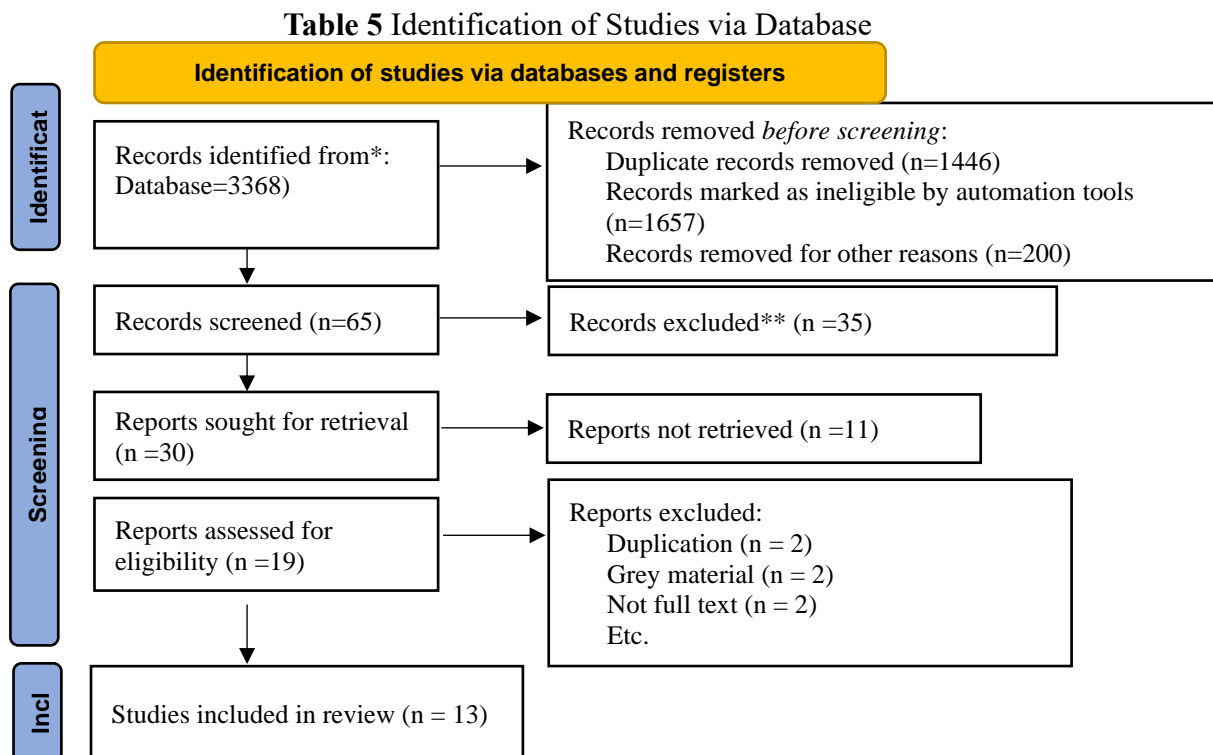 Table 5 Identification of Studies via Database
Identification of studies via databases and registers
Identificat
Records identified from*:
Database=3368)
Records removed before screening:
Duplicate records removed (n=1446)
Records marked as ineligible by automation tools
(n=1657)
Records removed for other reasons (n=200)
Screening
Records screened (n=65)
Records excluded** (n =35)
Reports sought for retrieval
(n =30)
Reports not retrieved (n =11)
Reports assessed for
eligibility (n =19)
Reports excluded:
Duplication (n = 2)
Grey material (n = 2)
Not full text (n = 2)
Etc.
Incl
Studies included in review (n = 13)